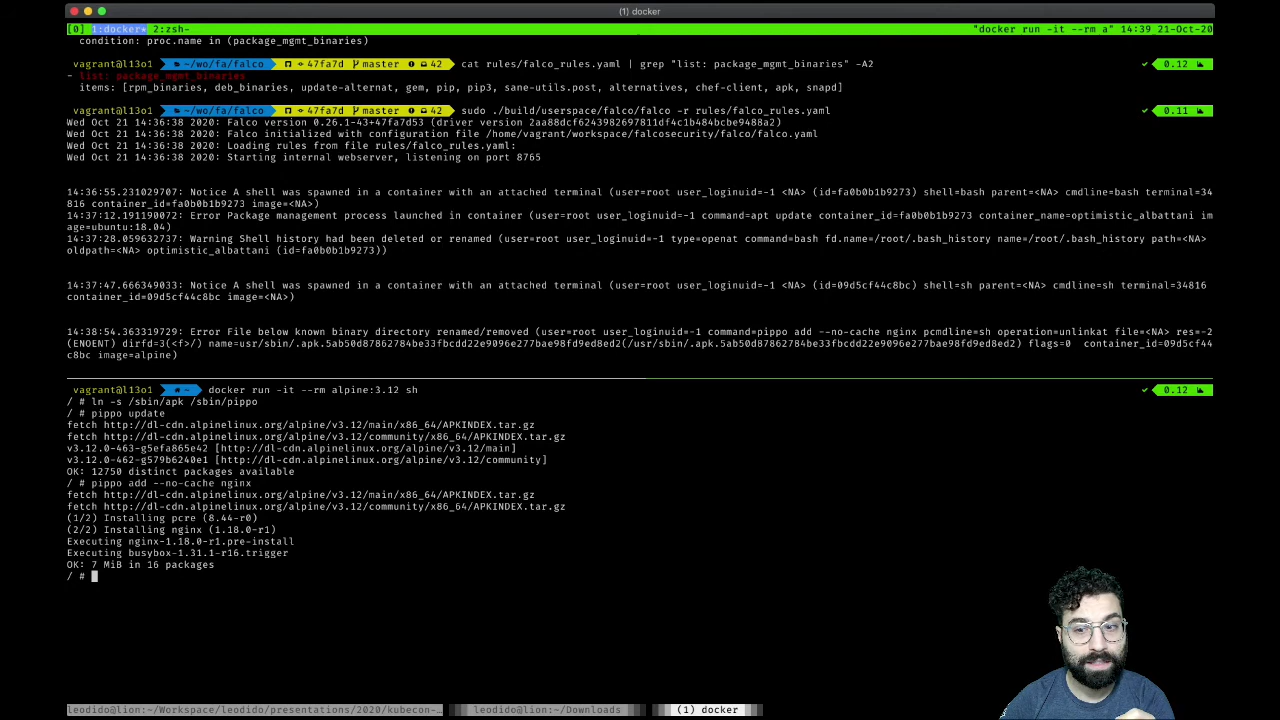 (1) docker
[0] 1:docker* 2:zsh- "docker run -it --rm a" 14:39 21-Oct-20
condition: proc.name in (package_mgmt_binaries)
vagrant@l13o1 ~/wo/fa/falco 47fa7d master 42 cat rules/falco_rules.yaml | grep "list: package_mgmt_binaries" -A2 0.12
- list: package_mgmt_binaries
items: [rpm_binaries, deb_binaries, update-alternat, gem, pip, pip3, sane-utils.post, alternatives, chef-client, apk, snapd]
vagrant@l13o1 ~/wo/fa/falco 47fa7d master 42 sudo ./build/userspace/falco/falco -r rules/falco_rules.yaml 0.11
Wed Oct 21 14:36:38 2020: Falco version 0.26.1-43+47fa7d53 (driver version 2aa88dcf6243982697811df4c1b484bcbe9488a2)
Wed Oct 21 14:36:38 2020: Falco initialized with configuration file /home/vagrant/workspace/falcosecurity/falco/falco.yaml
Wed Oct 21 14:36:38 2020: Loading rules from file rules/falco_rules.yaml:
Wed Oct 21 14:36:38 2020: Starting internal webserver, listening on port 8765
14:36:55.231029707: Notice A shell was spawned in a container with an attached terminal (user=root user_loginuid=-1 <NA> (id=fa0b0b1b9273) shell=bash parent=<NA> cmdline=bash terminal=34
816 container_id=fa0b0b1b9273 image=<NA>)
14:37:12.191190072: Error Package management process launched in container (user=root user_loginuid=-1 command=apt update container_id=fa0b0b1b9273 container_name=optimistic_albattani im
age=ubuntu:18.04)
14:37:28.059632737: Warning Shell history had been deleted or renamed (user=root user_loginuid=-1 type=openat command=bash fd.name=/root/.bash_history name=/root/.bash_history path=<NA>
oldpath=<NA> optimistic_albattani (id=fa0b0b1b9273))
14:37:47.666349033: Notice A shell was spawned in a container with an attached terminal (user=root user_loginuid=-1 <NA> (id=09d5cf44c8bc) shell=sh parent=<NA> cmdline=sh terminal=34816
container_id=09d5cf44c8bc image=<NA>)
14:38:54.363319729: Error File below known binary directory renamed/removed (user=root user_loginuid=-1 command=pippo add --no-cache nginx pcmdline=sh operation=unlinkat file=<NA> res=-2
(ENOENT) dirfd=3(<f>/) name=usr/sbin/.apk.5ab50d87862784be33fbcdd22e9096e277bae98fd9ed8ed2(/usr/sbin/.apk.5ab50d87862784be33fbcdd22e9096e277bae98fd9ed8ed2) flags=0 container_id=09d5cf44
c8bc image=alpine)
vagrant@l13o1 ~ docker run -it --rm alpine:3.12 sh 0.12
/ # ln -s /sbin/apk /sbin/pippo
/ # pippo update
fetch http://dl-cdn.alpinelinux.org/alpine/v3.12/main/x86_64/APKINDEX.tar.gz
fetch http://dl-cdn.alpinelinux.org/alpine/v3.12/community/x86_64/APKINDEX.tar.gz
v3.12.0-463-g5efa865e42 [http://dl-cdn.alpinelinux.org/alpine/v3.12/main]
v3.12.0-462-g579b6240e1 [http://dl-cdn.alpinelinux.org/alpine/v3.12/community]
OK: 12750 distinct packages available
/ # pippo add --no-cache nginx
fetch http://dl-cdn.alpinelinux.org/alpine/v3.12/main/x86_64/APKINDEX.tar.gz
fetch http://dl-cdn.alpinelinux.org/alpine/v3.12/community/x86_64/APKINDEX.tar.gz
(1/2) Installing pcre (8.44-r0)
(2/2) Installing nginx (1.18.0-r1)
Executing nginx-1.18.0-r1.pre-install
Executing busybox-1.31.1-r16.trigger
OK: 7 MiB in 16 packages
/ #
leodido@lion:~/Workspace/leodido/presentations/2020/kubecon-… leodido@lion:~/Downloads (1) docker